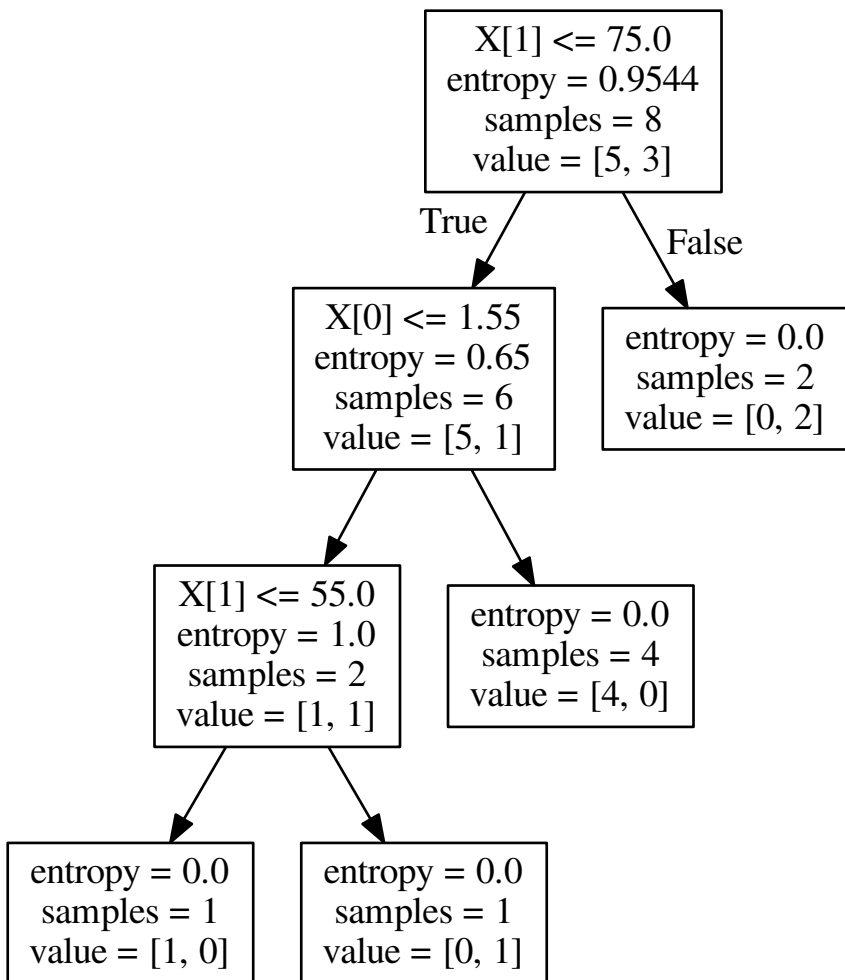 X[1] <= 75.0
entropy = 0.9544
samples = 8
value = [5, 3]
True
False
X[0] <= 1.55
entropy = 0.65
samples = 6
value = [5, 1]
entropy = 0.0
samples = 2
value = [0, 2]
X[1] <= 55.0
entropy = 1.0
samples = 2
value = [1, 1]
entropy = 0.0
samples = 4
value = [4, 0]
entropy = 0.0
samples = 1
value = [1, 0]
entropy = 0.0
samples = 1
value = [0, 1]